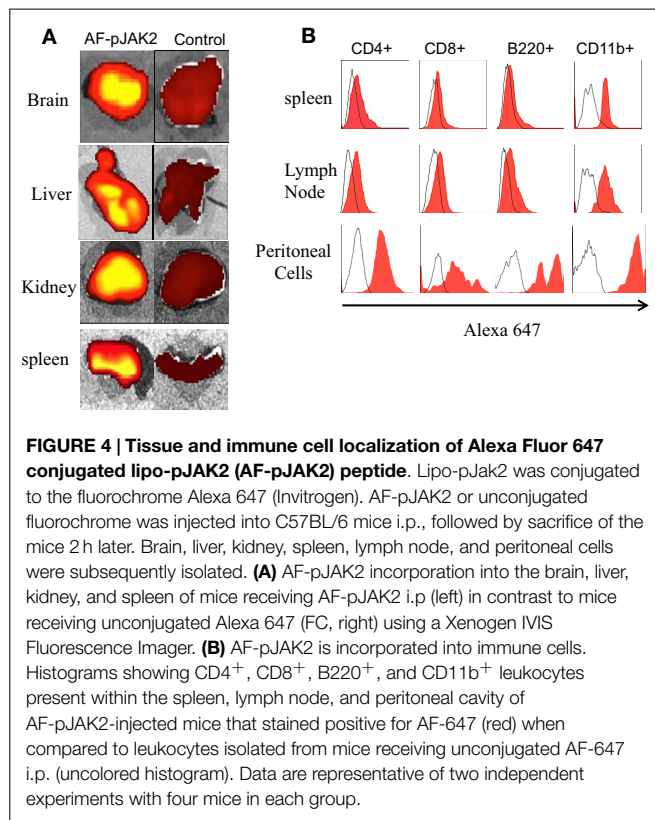 A
AF-pJAK2 Control
B
CD4+ CD8+ B220+ CD11b+
Brain
spleen
Liver
Lymph
Node
Kidney
Peritoneal
Cells
spleen
Alexa 647
FIGURE 4 | Tissue and immune cell localization of Alexa Fluor 647
conjugated lipo-pJAK2 (AF-pJAK2) peptide. Lipo-pJak2 was conjugated
to the fluorochrome Alexa 647 (Invitrogen). AF-pJAK2 or unconjugated
fluorochrome was injected into C57BL/6 mice i.p., followed by sacrifice of the
mice 2 h later. Brain, liver, kidney, spleen, lymph node, and peritoneal cells
were subsequently isolated. (A) AF-pJAK2 incorporation into the brain, liver,
kidney, and spleen of mice receiving AF-pJAK2 i.p (left) in contrast to mice
receiving unconjugated Alexa 647 (FC, right) using a Xenogen IVIS
Fluorescence Imager. (B) AF-pJAK2 is incorporated into immune cells.
Histograms showing CD4+, CD8+, B220+, and CD11b+ leukocytes
present within the spleen, lymph node, and peritoneal cavity of
AF-pJAK2-injected mice that stained positive for AF-647 (red) when
compared to leukocytes isolated from mice receiving unconjugated AF-647
i.p. (uncolored histogram). Data are representative of two independent
experiments with four mice in each group.